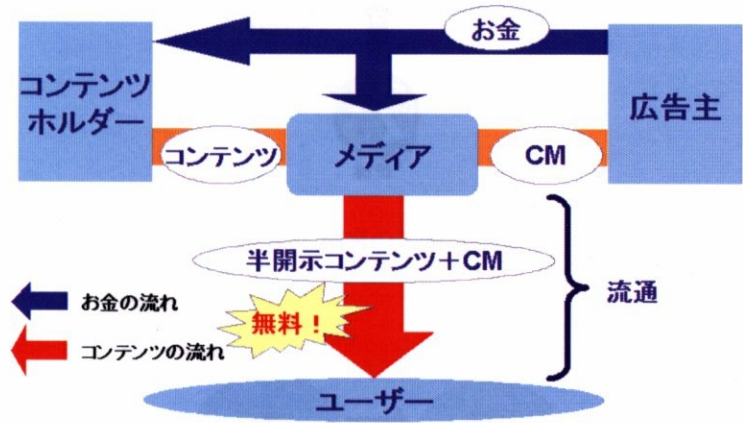 お金
コンテンツ
ホルダー
広告主
コンテンツ
メディア
CM
半開示コンテンツ+CM
流通
お金の流れ
無料!
コンテンツの流れ
ユーザー